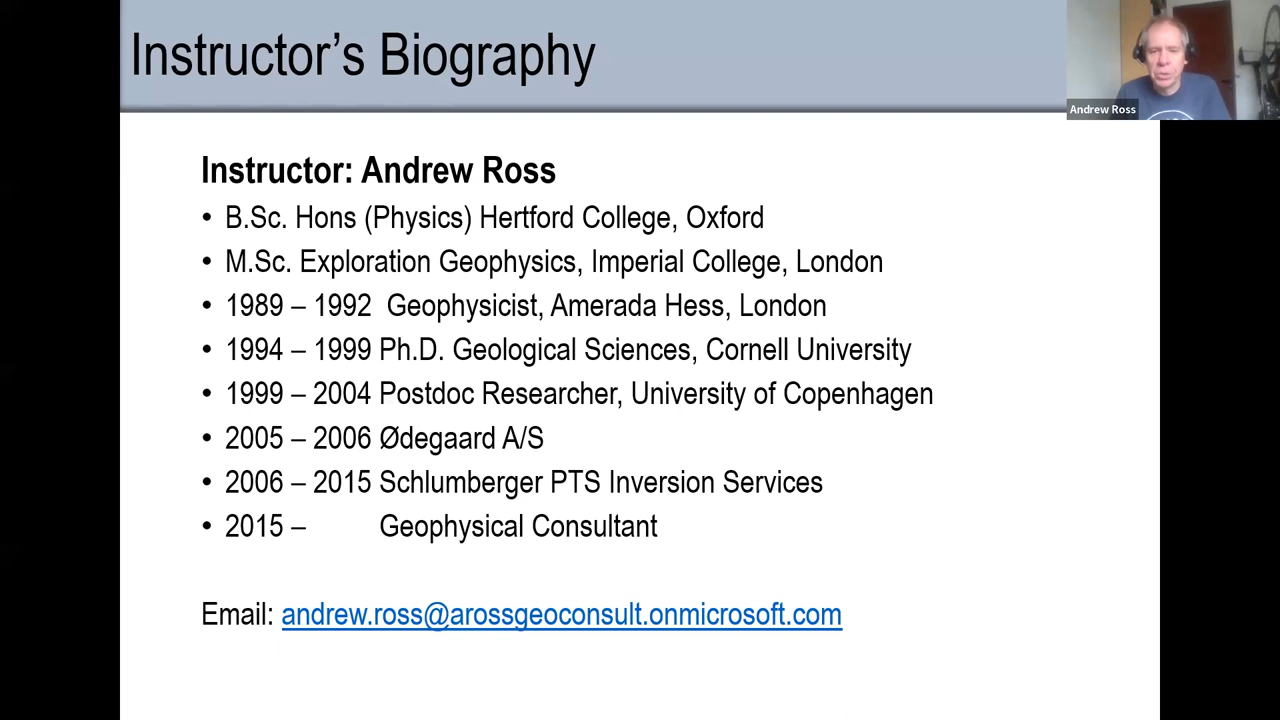 Instructor's Biography
Andrew Ross
Instructor: Andrew Ross
• B.Sc. Hons (Physics) Hertford College, Oxford
• M.Sc. Exploration Geophysics, Imperial College, London
• 1989 – 1992 Geophysicist, Amerada Hess, London
• 1994 – 1999 Ph.D. Geological Sciences, Cornell University
• 1999 – 2004 Postdoc Researcher, University of Copenhagen
• 2005 – 2006 Ødegaard A/S
• 2006 – 2015 Schlumberger PTS Inversion Services
• 2015 – Geophysical Consultant
Email: andrew.ross@arossgeoconsult.onmicrosoft.com